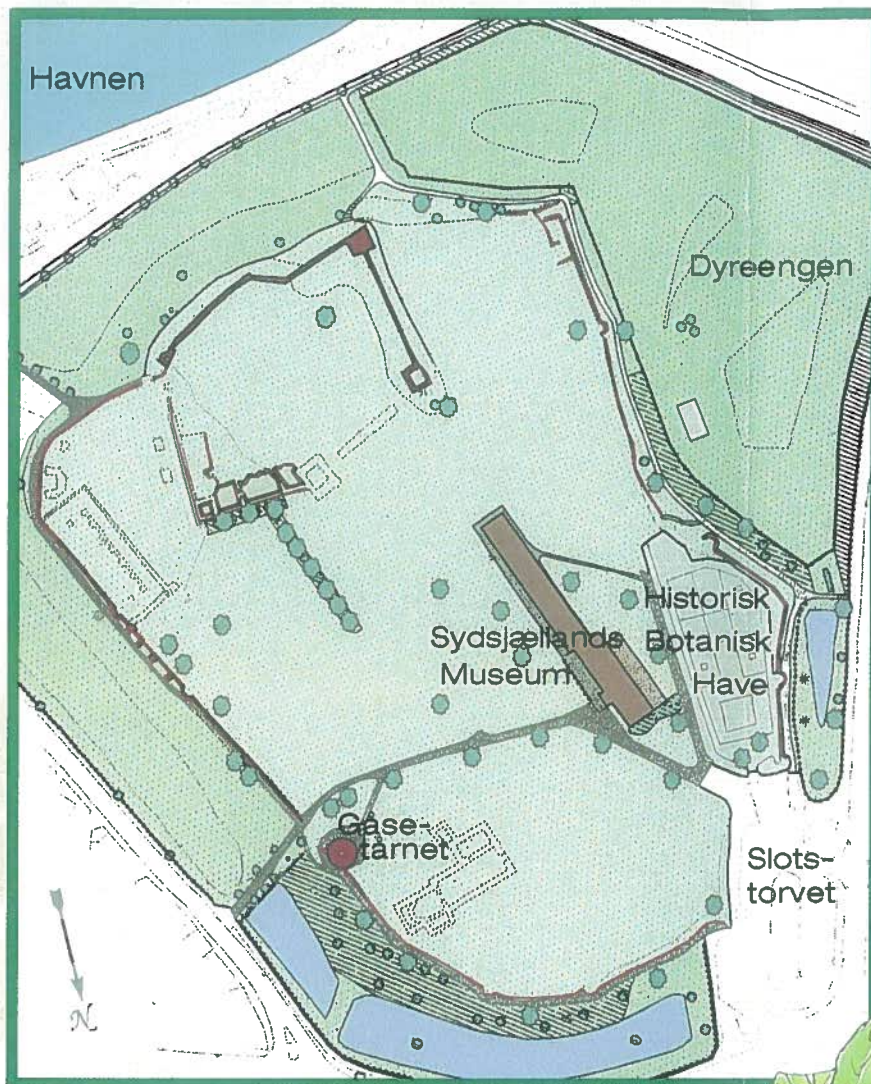 Havnen
Dyreengen
Historisk
Botanisk
Have
Sydsjællands
Museum
Gåse-
tårnet
Slots-
torvet
N